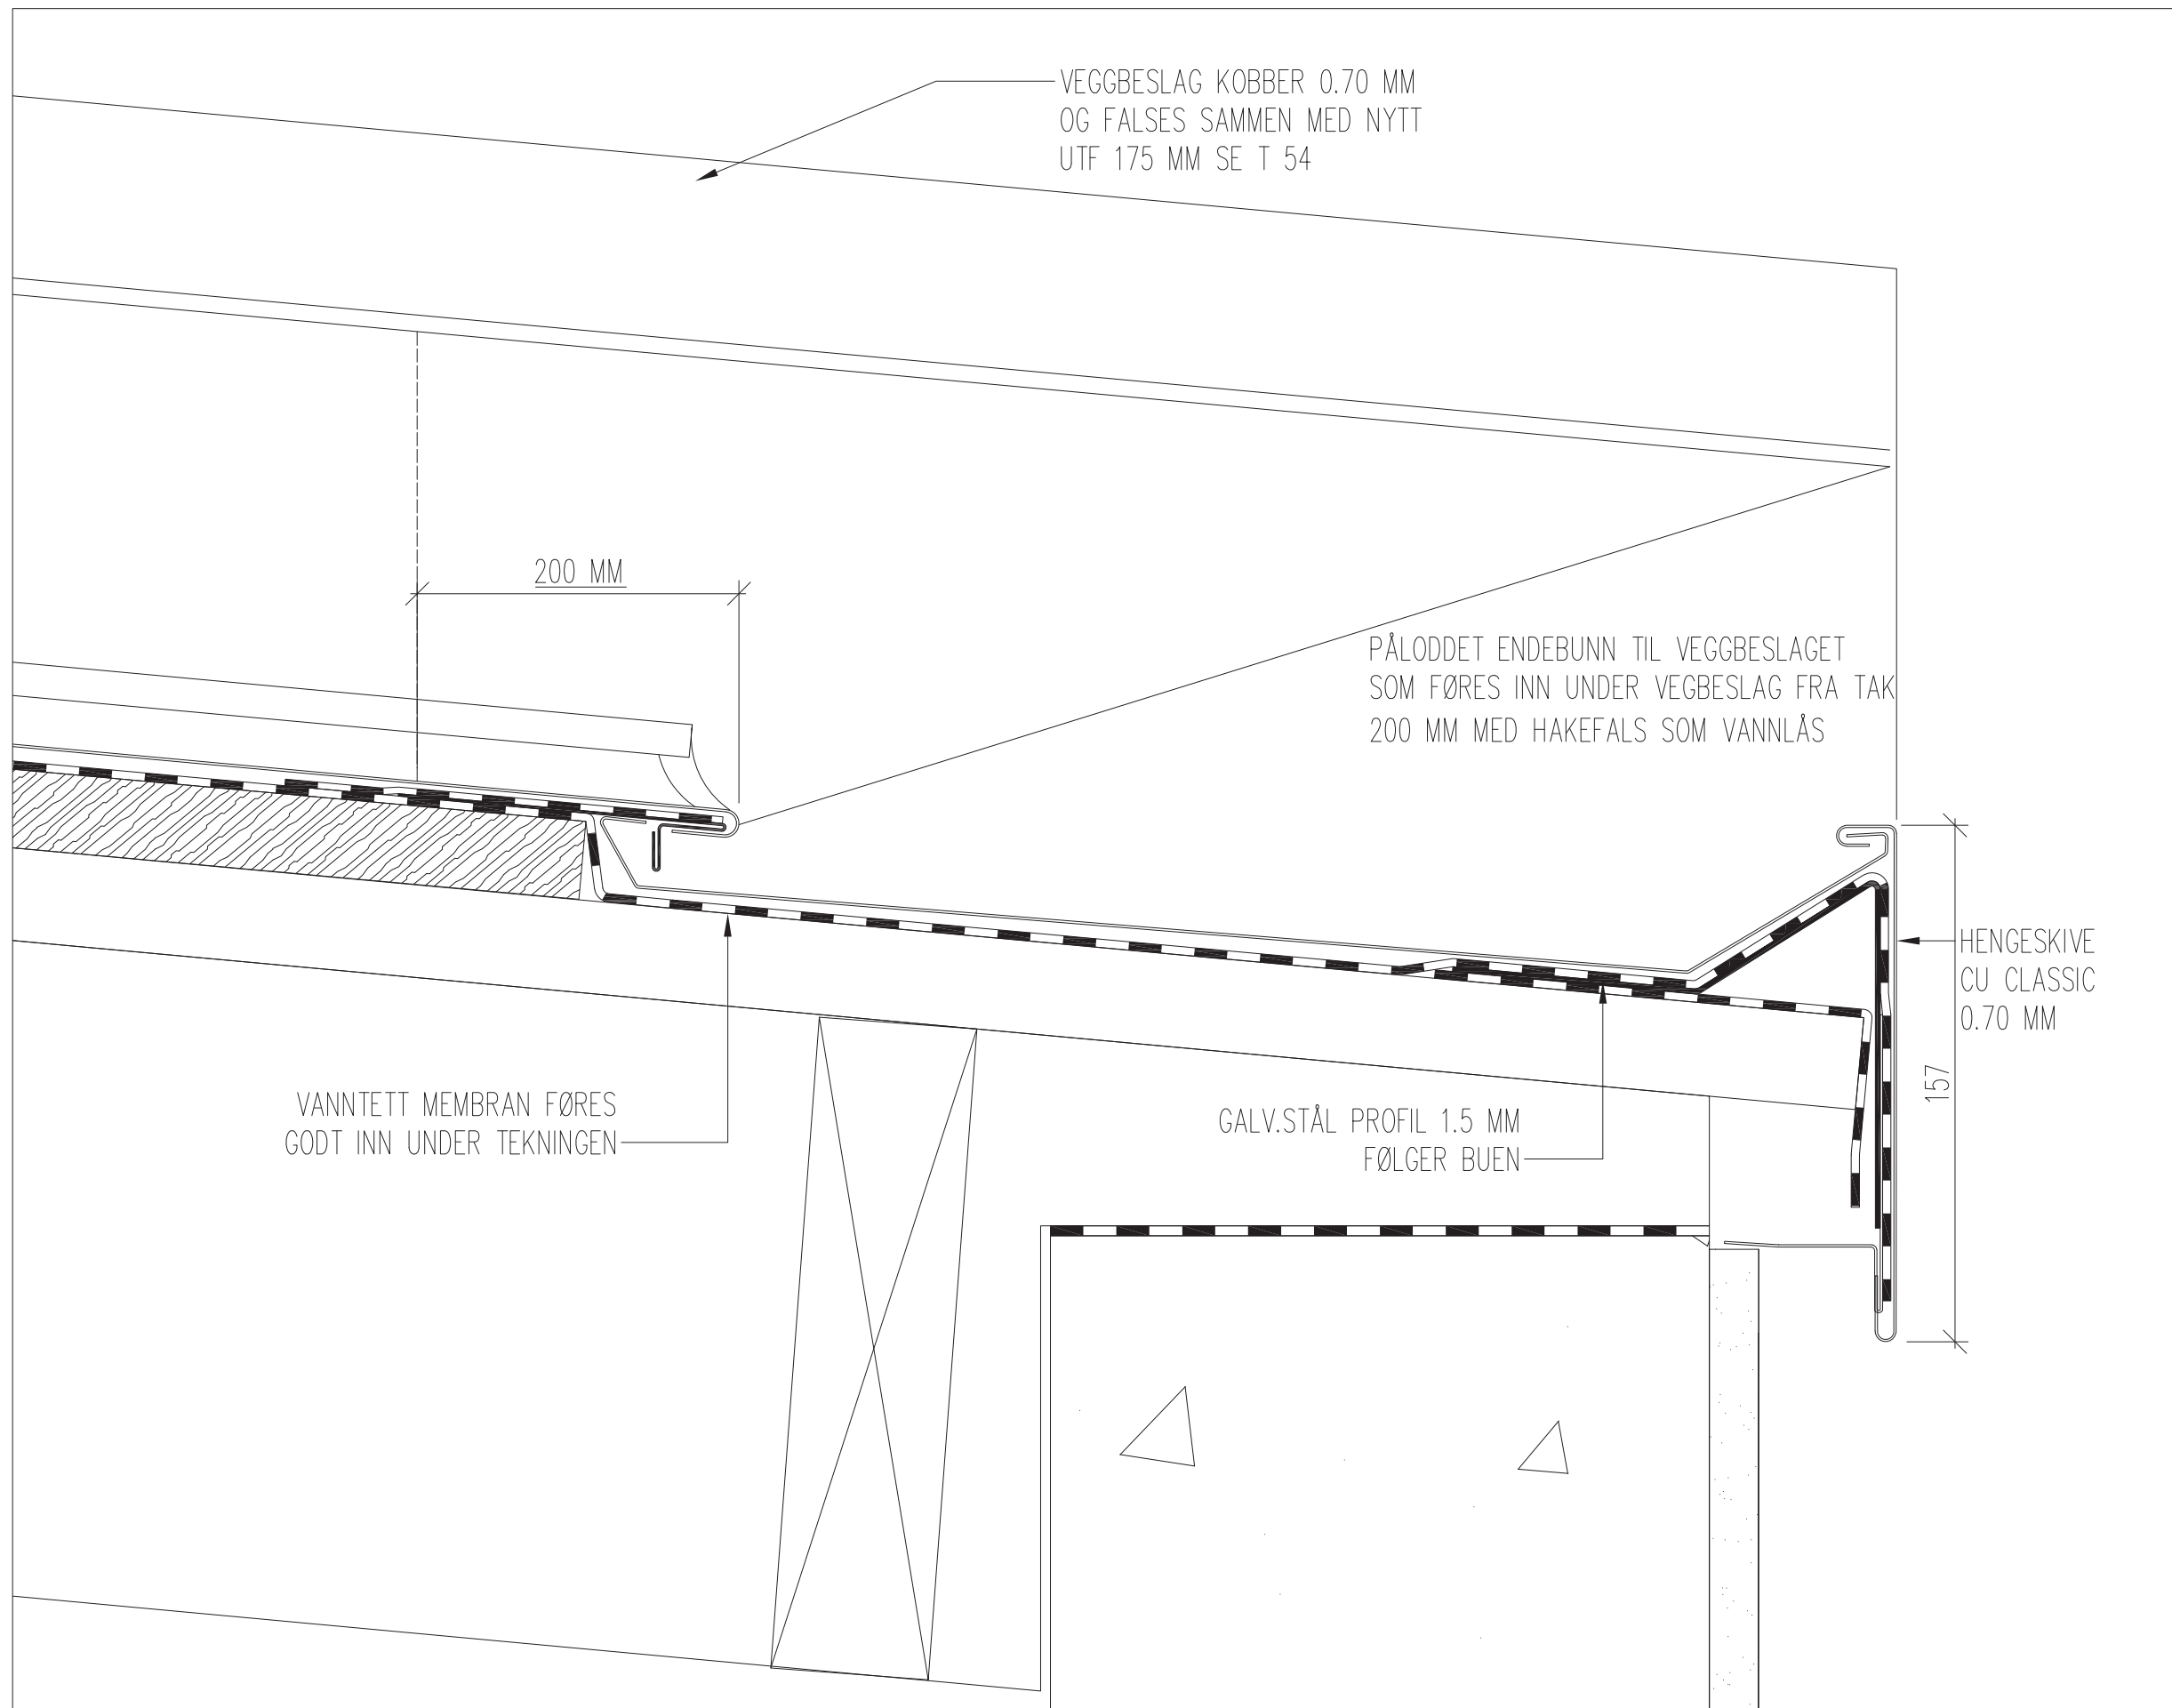 VEGGBESLAG KOBBER 0.70 MM
OG FALSES SAMMEN MED NYTT
UTF 175 MM SE T 54
200 MM
PÅLODDET ENDEBUNN TIL VEGGBESLAGET
SOM FØRES INN UNDER VEGBESLAG FRA TAK
200 MM MED HAKEFALS SOM VANNLÅS
HENGESKIVE
CU CLASSIC
0.70 MM
157
VANNTETT MEMBRAN FØRES
GODT INN UNDER TEKNINGEN
GALV.STÅL PROFIL 1.5 MM
FØLGER BUEN